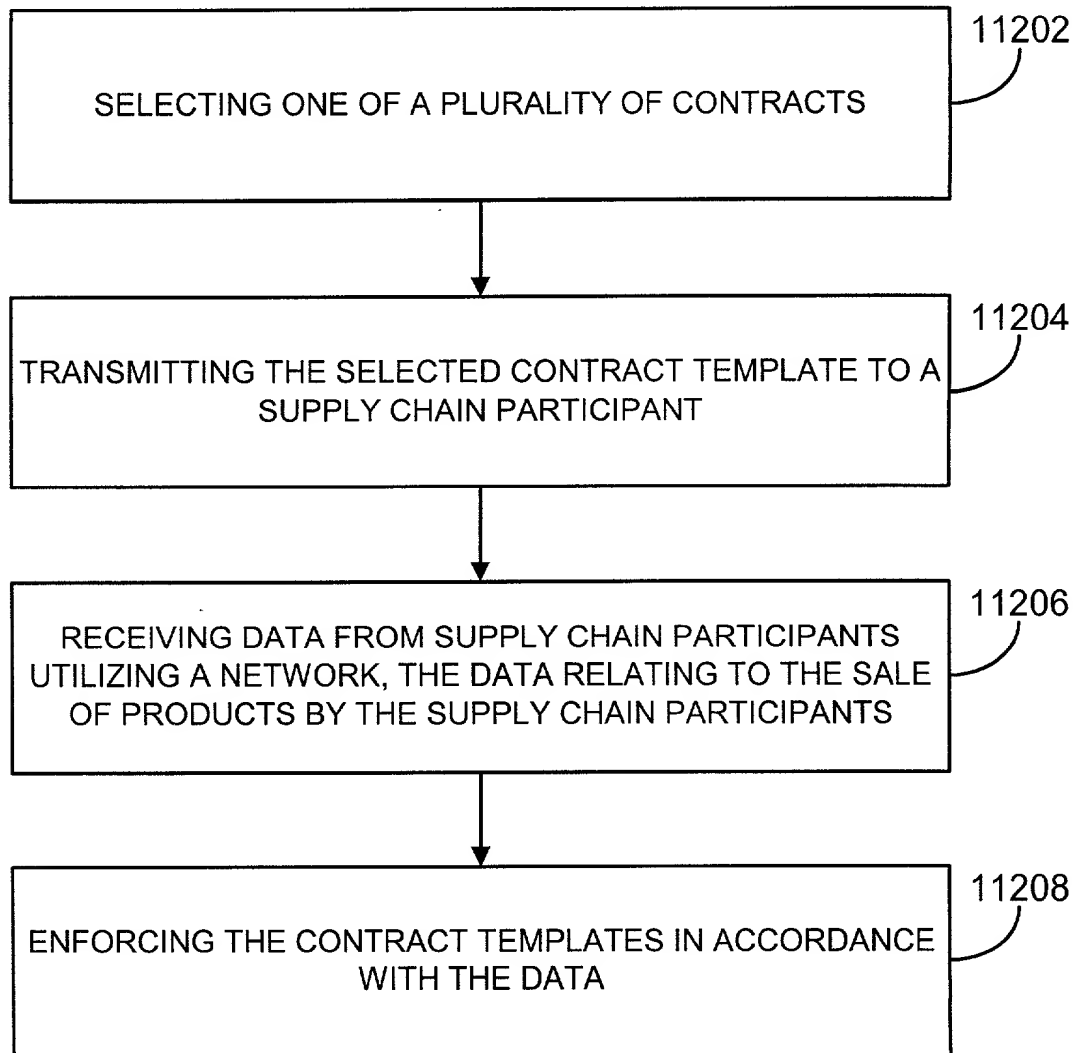 11202
SELECTING ONE OF A PLURALITY OF CONTRACTS
11204
TRANSMITTING THE SELECTED CONTRACT TEMPLATE TO A
SUPPLY CHAIN PARTICIPANT
11206
RECEIVING DATA FROM SUPPLY CHAIN PARTICIPANTS
UTILIZING A NETWORK, THE DATA RELATING TO THE SALE
OF PRODUCTS BY THE SUPPLY CHAIN PARTICIPANTS
11208
ENFORCING THE CONTRACT TEMPLATES IN ACCORDANCE
WITH THE DATA